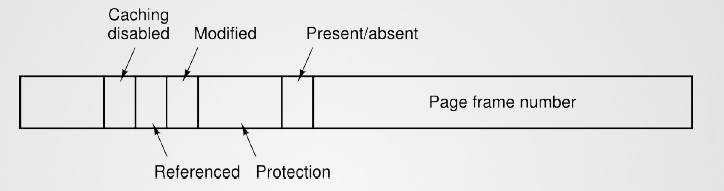 Caching
disabled
Modified
Present/absent
Page frame number
Referenced
Protection